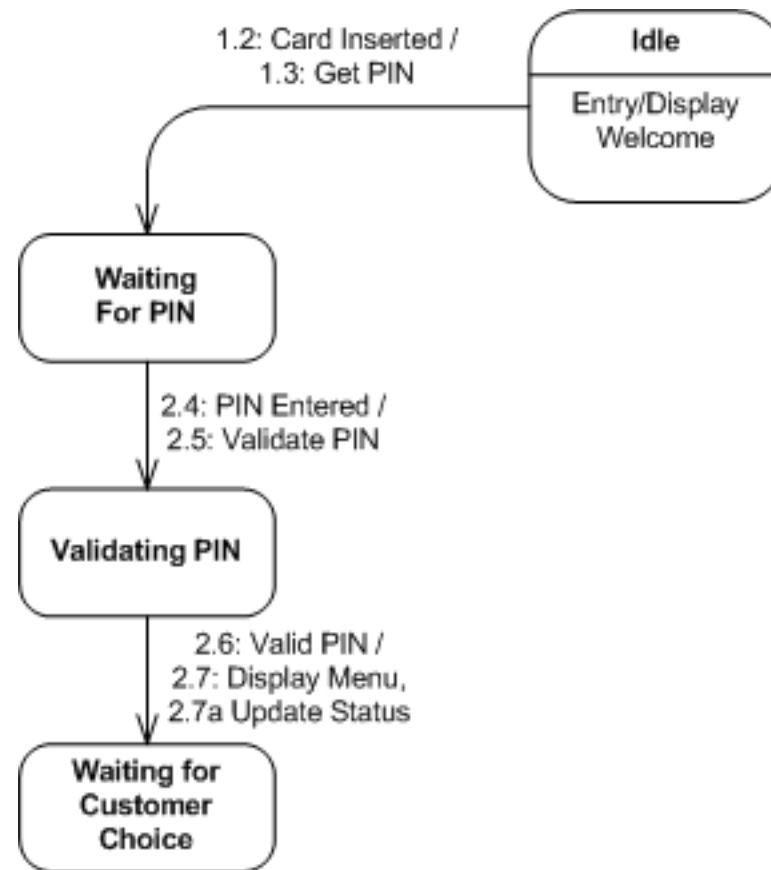 1.2: Card Inserted /
1.3: Get PIN
Idle
Entry/Display
Welcome
Waiting
For PIN
2.4: PIN Entered /
2.5: Validate PIN
Validating PIN
2.6: Valid PIN /
2.7: Display Menu,
2.7a Update Status
Waiting for
Customer
Choice